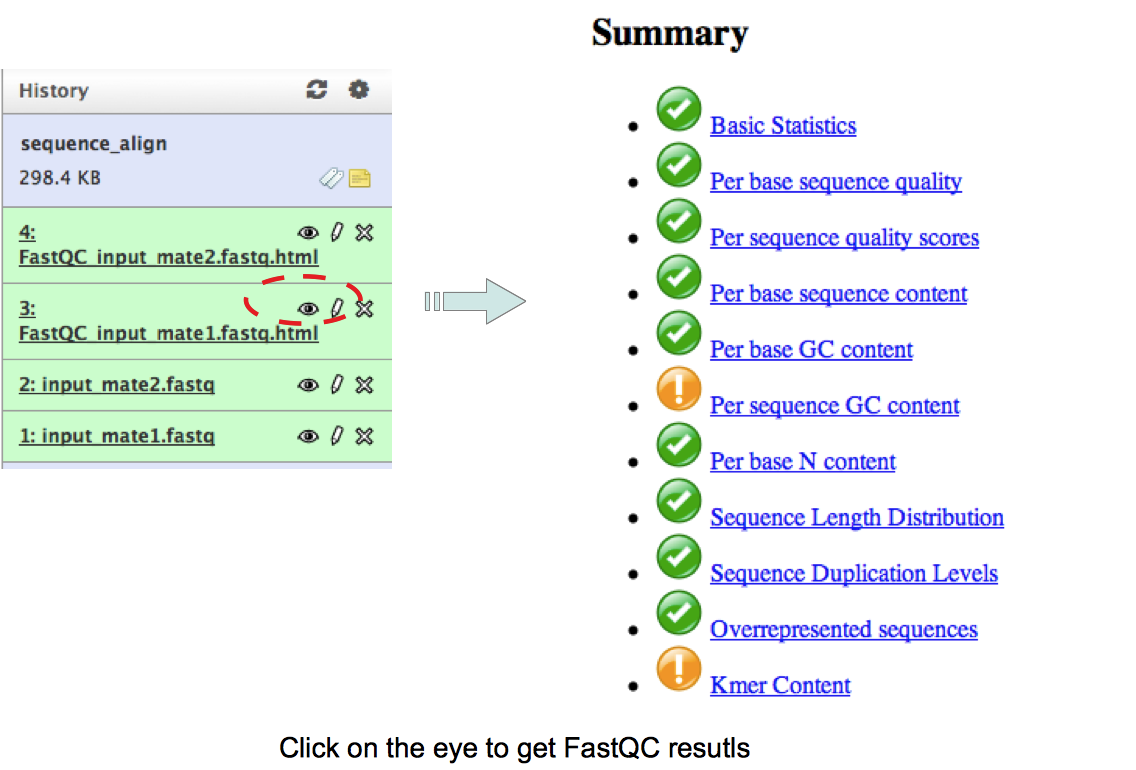 History
sequence_align
298.4 KB
4:
FastQC_input_mate2.fastq.html
3:
FastQC_input_mate1.fastq.html
2: input_mate2.fastq
1: input_mate1.fastq
Summary
Basic Statistics
Per base sequence quality
Per sequence quality scores
Per base sequence content
Per base GC content
Per sequence GC content
Per base N content
Sequence Length Distribution
Sequence Duplication Levels
Overrepresented sequences
Kmer Content
Click on the eye to get FastQC resutls